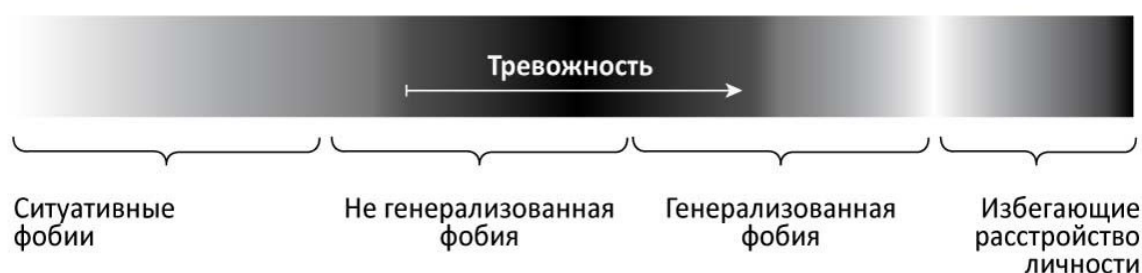 Тревожность
Ситуативные
фобии
Не генерализованная
фобия
Генерализованная
фобия
Избегающие
расстройство
личности